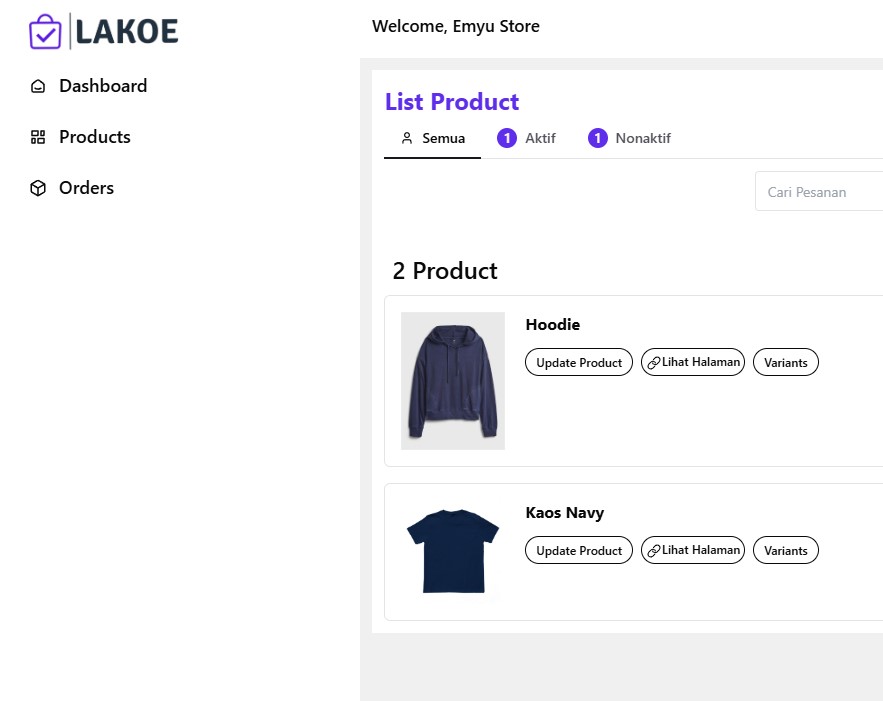 LAKOE
Welcome, Emyu Store
Dashboard
Products
Orders
List Product
Semua
1 Aktif
1 Nonaktif
Cari Pesanan
2 Product
Hoodie
Update Product
Lihat Halaman
Variants
Kaos Navy
Update Product
Lihat Halaman
Variants